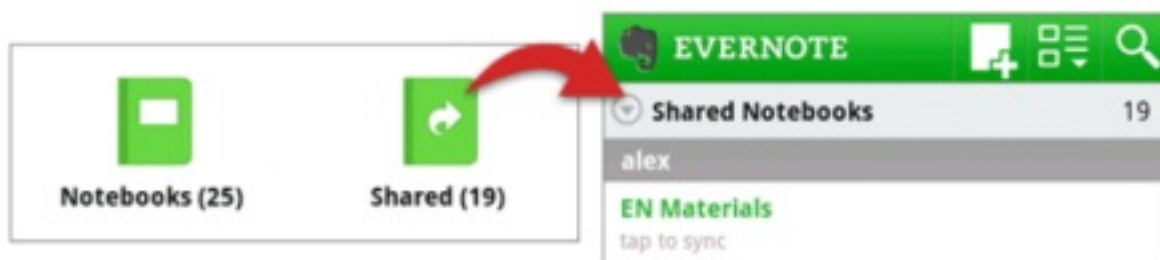 Notebooks (25)
Shared (19)
EVERNOTE
Shared Notebooks 19
alex
EN Materials
tap to sync